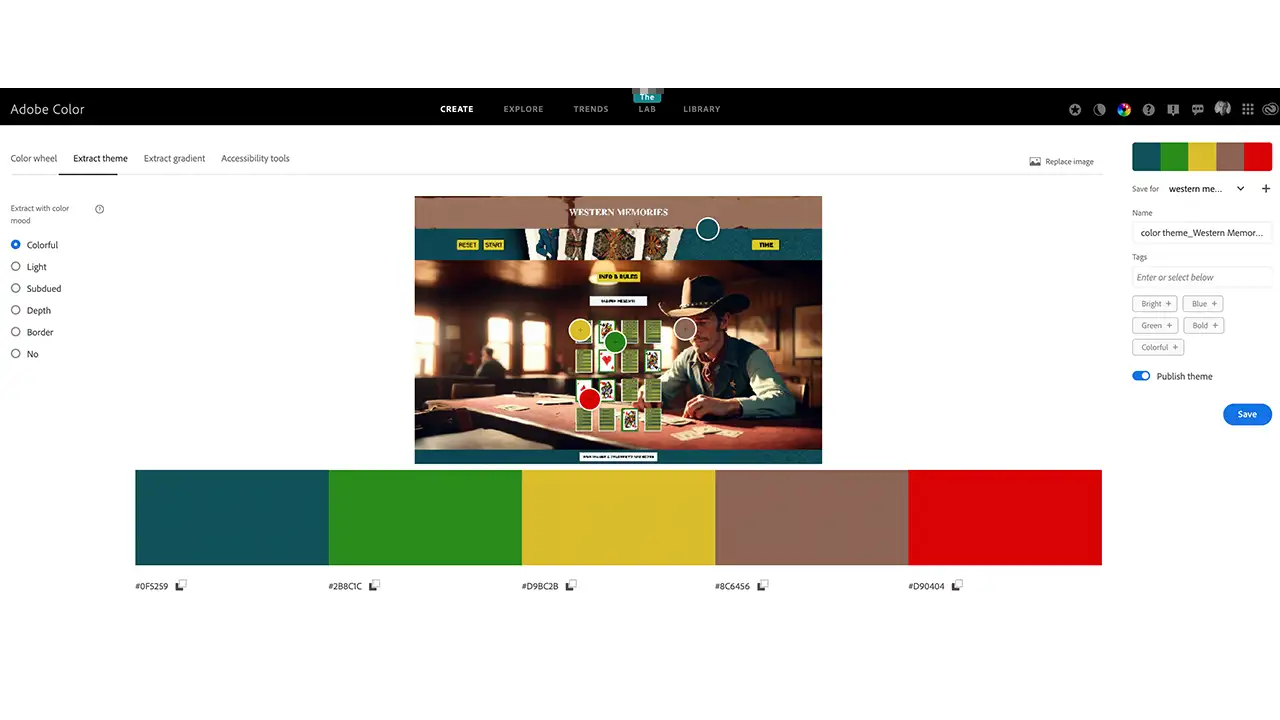 Adobe Color
CREATE EXPLORE TRENDS The LAB LIBRARY
Color wheel Extract theme Extract gradient Accessibility tools
Replace image
Extract with color
mood
Colorful
Light
Subdued
Depth
Border
No
WESTERN MEMORIES
RESET START TIME
INFO & RULES
#0F5259 #2B8C1C #D9BC2B #8C6456 #D90404
Save for western me...
Name
color theme_Western Memor...
Tags
Enter or select below
Bright + Blue +
Green + Bold +
Colorful +
Publish theme
Save